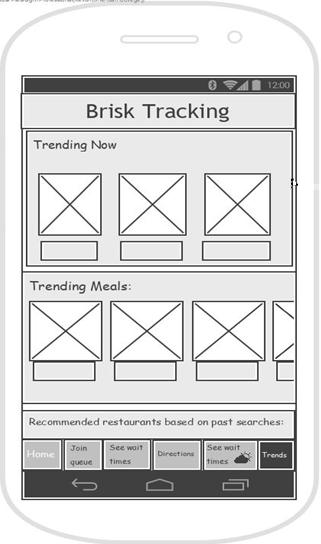 12:00
Brisk Tracking
Trending Now
Trending Meals:
Recommended restaurants based on past searches:
Home
Join
queue
See wait
times
Directions
See wait
times
Trends